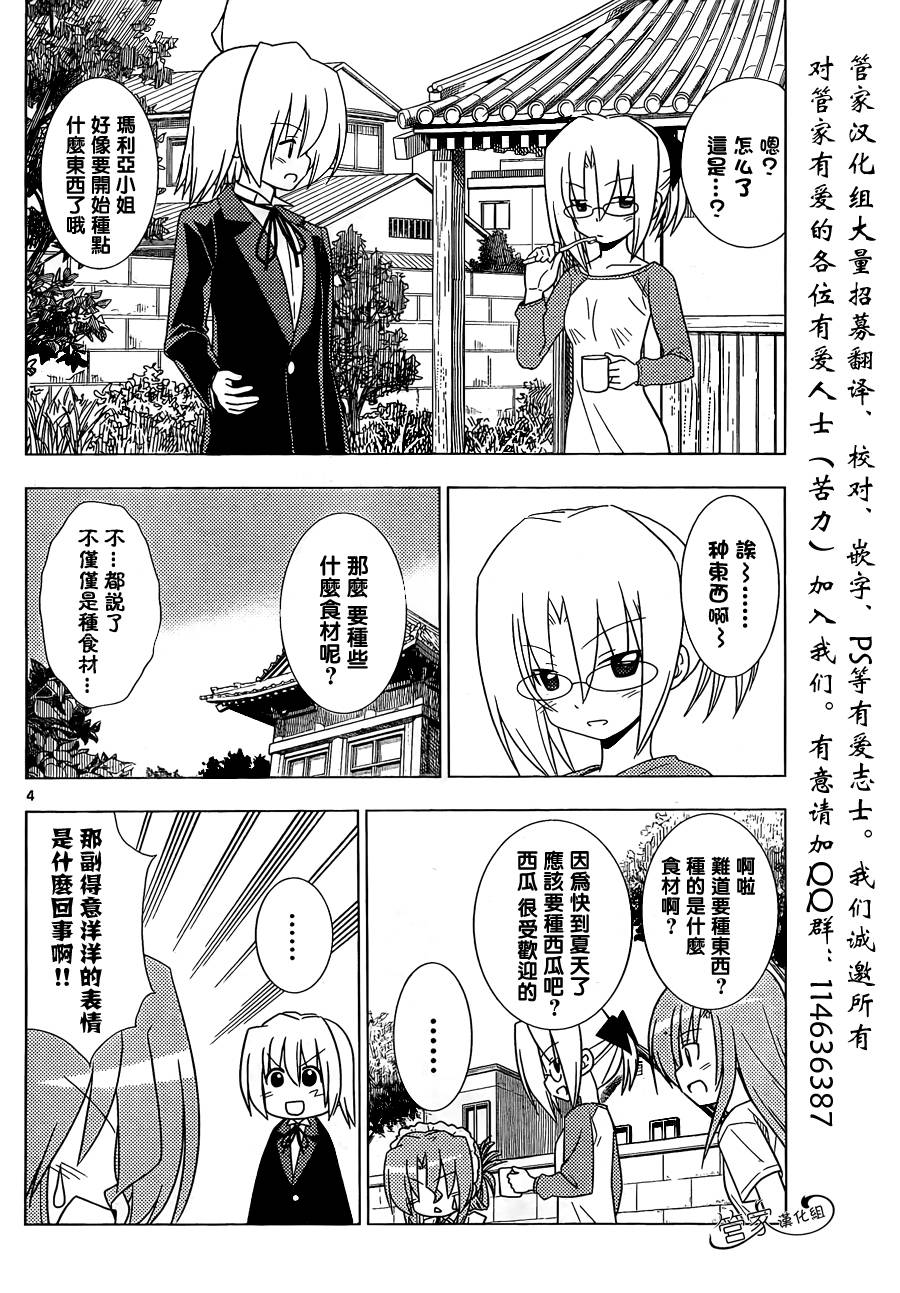 嗯？
怎么了
這是…？
瑪利亞小姐
好像要開始種點
什麼東西了哦
誒～………
种東西啊～
那麼 要種些
什麼食材呢？
不…都說了
不僅僅是種食材…
4
啊啦
難道要種東西？
種的是什麼
食材啊？
因為快到夏天了
應該要種西瓜吧？
西瓜 很受歡迎的
…
那副得意洋洋的表情
是什麼回事啊!!
管家汉化组大量招募翻译、校对、嵌字、PS等有爱志士。我们诚邀所有
对管家有爱的各位有爱人士（苦力）加入我们。有意请加QQ群：114636387
管家漢化組